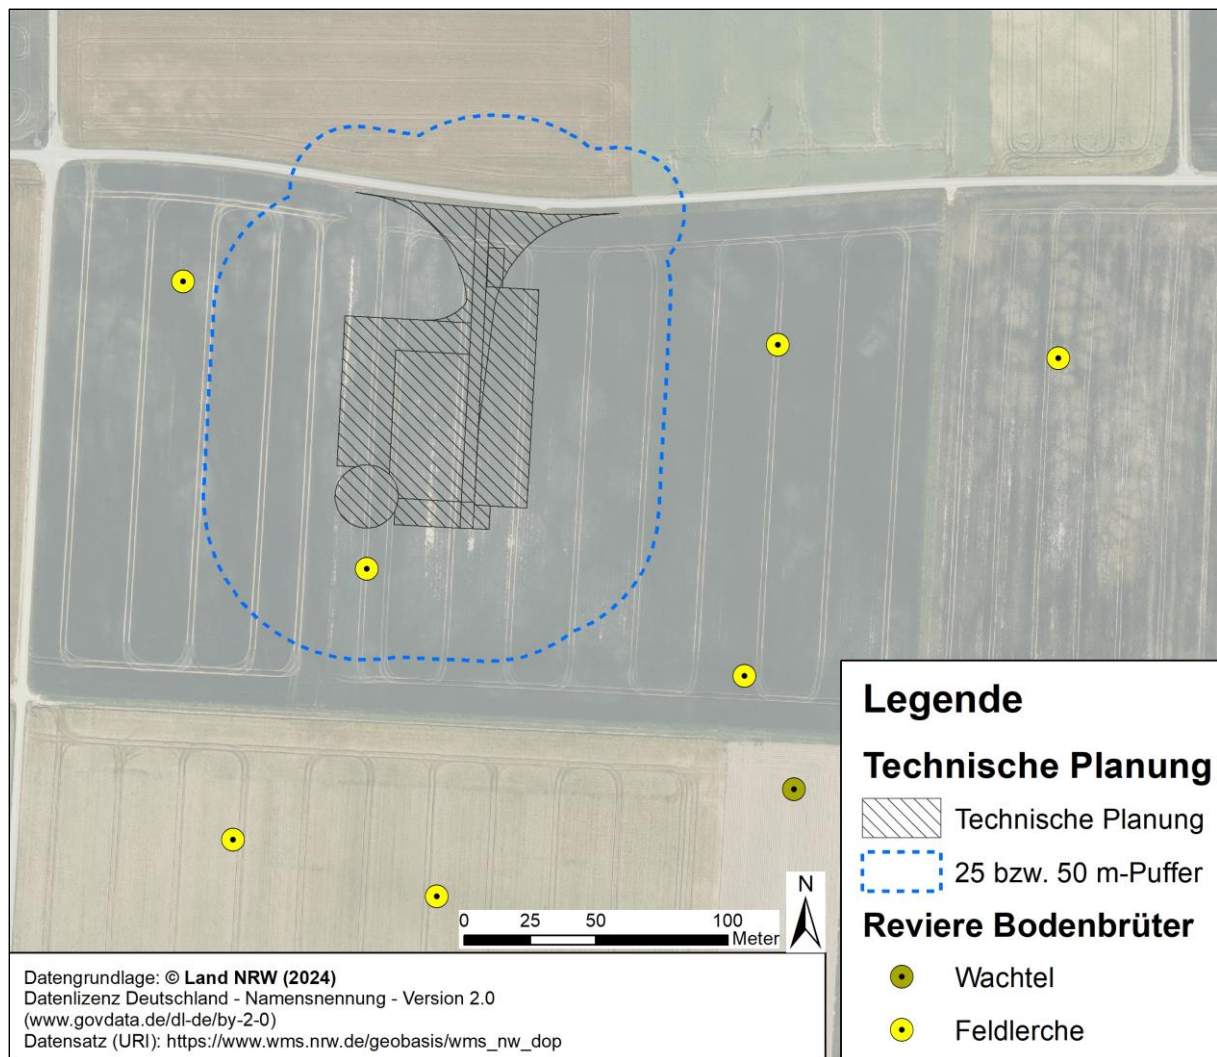 N
0 25 50 100
Meter
Legende
Technische Planung
Technische Planung
25 bzw. 50 m-Puffer
Reviere Bodenbrüter
Wachtel
Feldlerche
Datengrundlage: © Land NRW (2024)
Datenlizenz Deutschland - Namensnennung - Version 2.0
(www.govdata.de/dl-de/by-2-0)
Datensatz (URI): https://www.wms.nrw.de/geobasis/wms_nw_dop